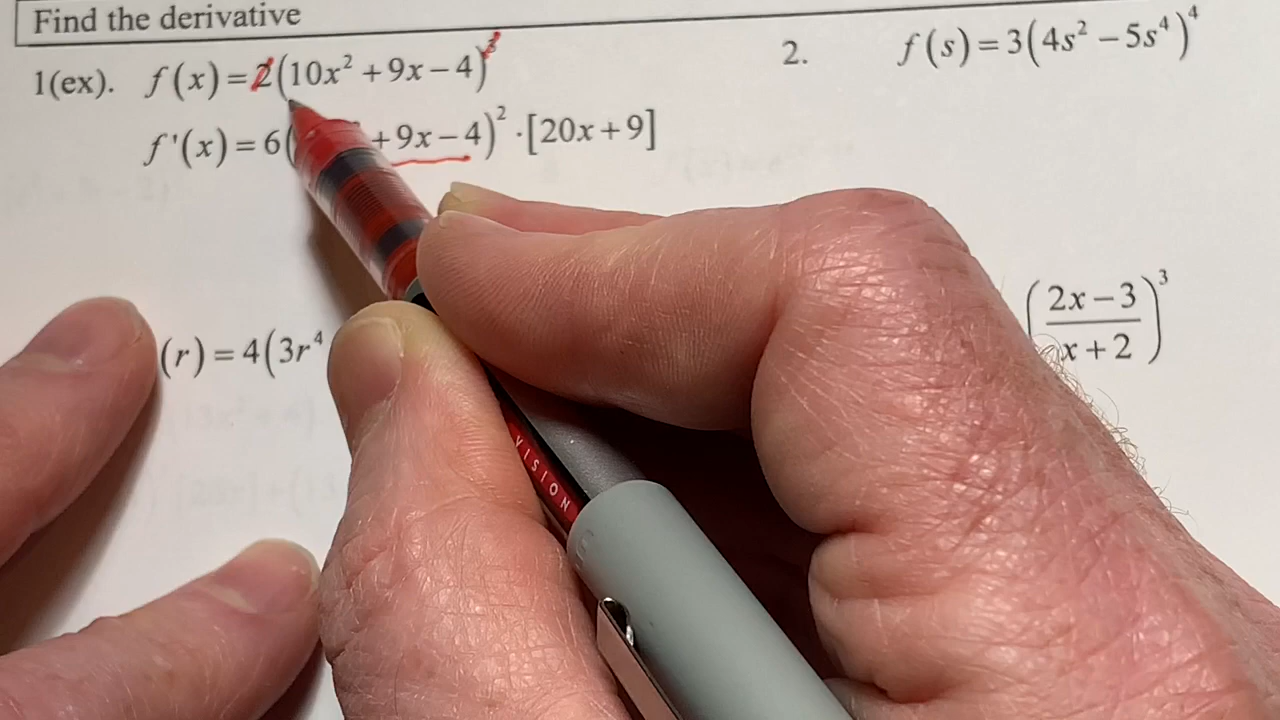 Find the derivative
1(ex). f(x) = 2(10x² + 9x − 4)³
2. f(s) = 3(4s² − 5s⁴)⁴
f'(x) = 6( + 9x − 4)² · [20x + 9]
(r) = 4(3r⁴
((2x − 3)/(x + 2))³
VISION